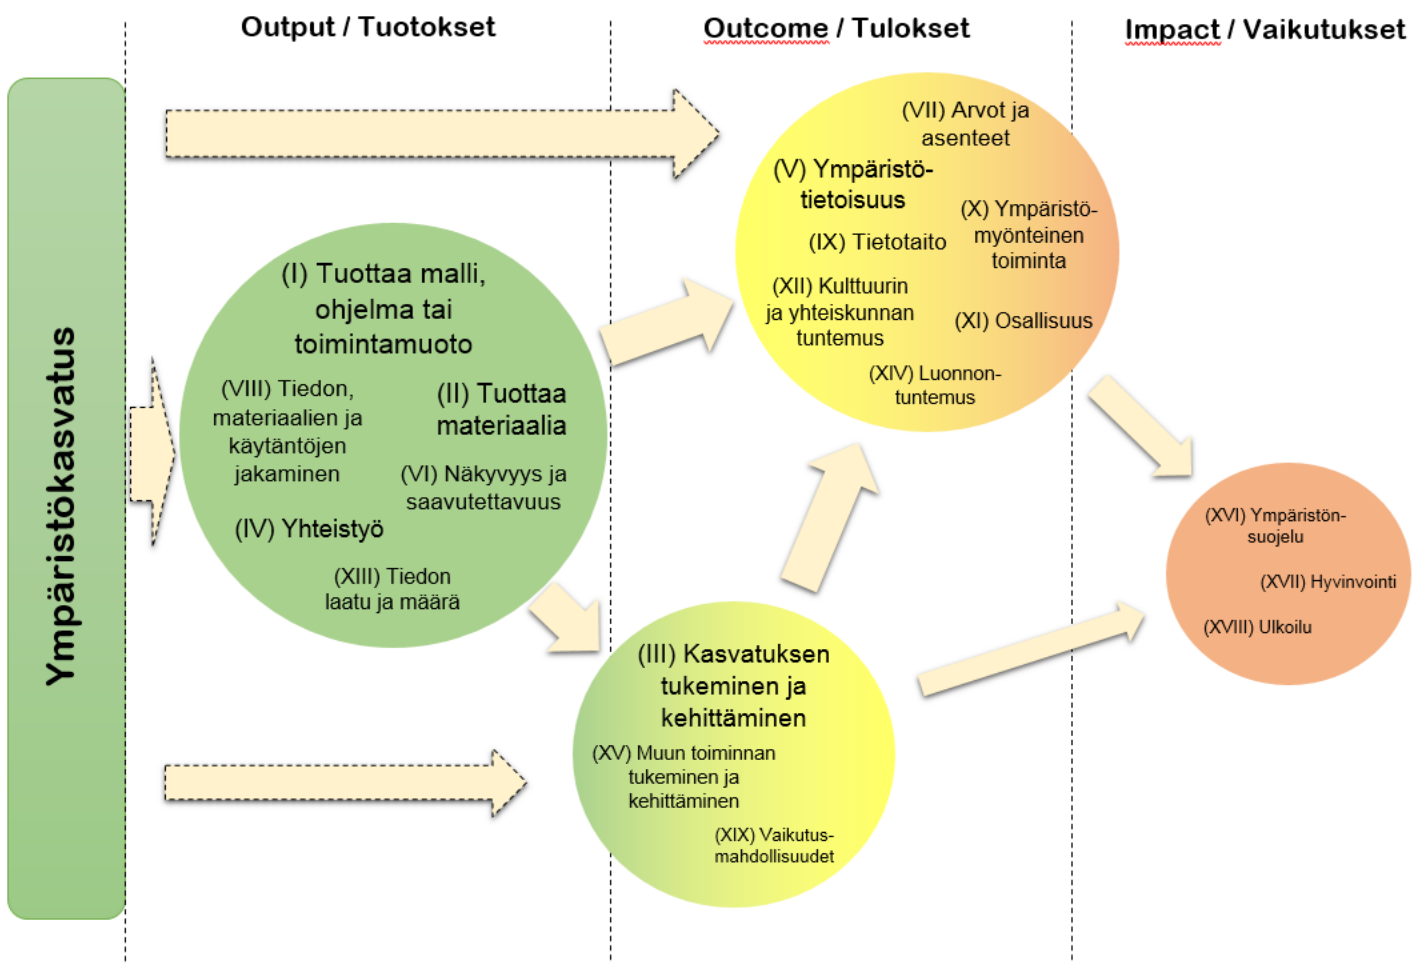 Output / Tuotokset
Outcome / Tulokset
Impact / Vaikutukset
Ympäristökasvatus
(I) Tuottaa malli,
ohjelma tai
toimintamuoto
(VIII) Tiedon,
materiaalien ja
käytäntöjen
jakaminen
(II) Tuottaa
materiaalia
(VI) Näkyvyys ja
saavutettavuus
(IV) Yhteistyö
(XIII) Tiedon
laatu ja määrä
(VII) Arvot ja
asenteet
(V) Ympäristö-
tietoisuus
(X) Ympäristö-
myönteinen
toiminta
(IX) Tietotaito
(XII) Kulttuurin
ja yhteiskunnan
tuntemus
(XI) Osallisuus
(XIV) Luonnon-
tuntemus
(III) Kasvatuksen
tukeminen ja
kehittäminen
(XV) Muun toiminnan
tukeminen ja
kehittäminen
(XIX) Vaikutus-
mahdollisuudet
(XVI) Ympäristön-
suojelu
(XVII) Hyvinvointi
(XVIII) Ulkoilu